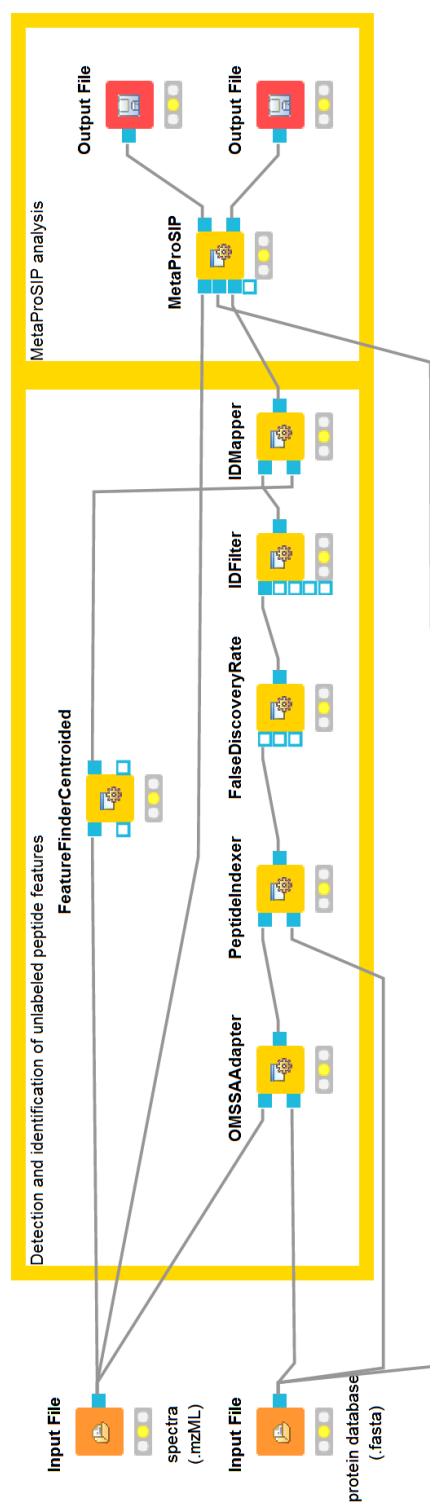 Detection and identification of unlabeled peptide features
MetaProSIP analysis
Input File
spectra
(.mzML)
FeatureFinderCentroided
Output File
MetaProSIP
Output File
Input File
protein database
(.fasta)
OMSSAAdapter
PeptideIndexer
FalseDiscoveryRate
IDFilter
IDMapper